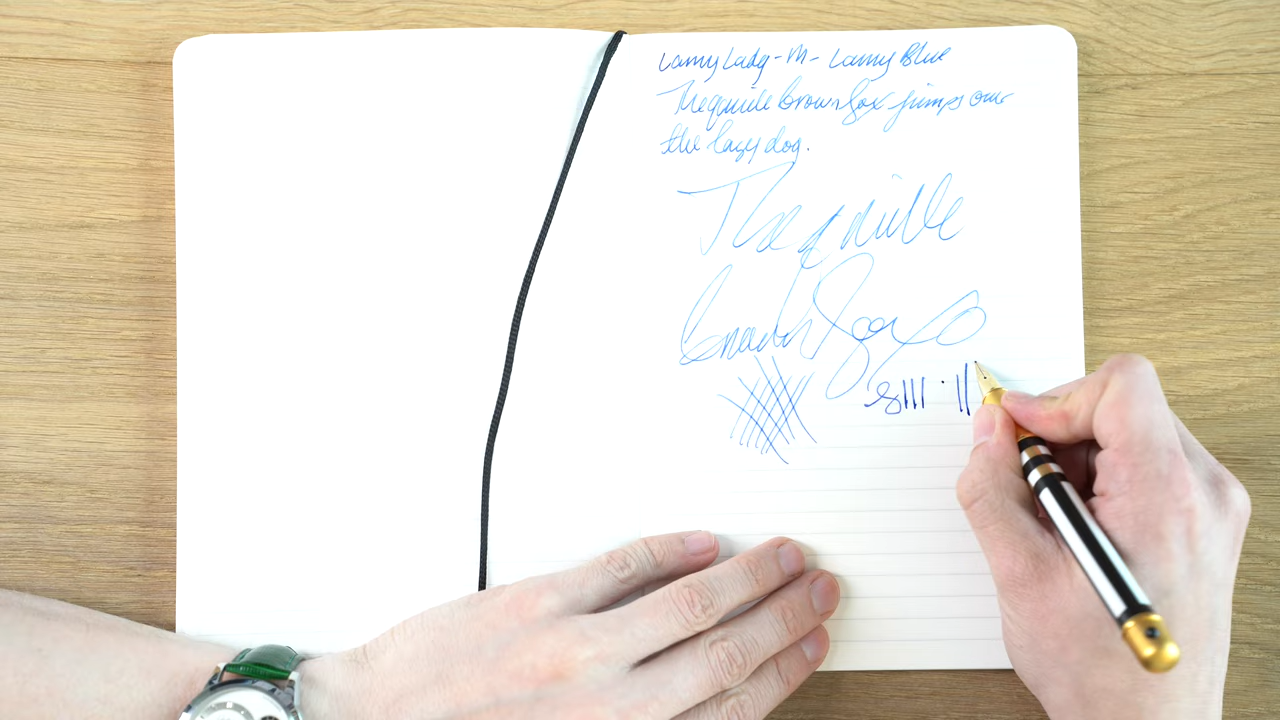 Lamy Lady - M - Lamy Blue
The quick brown fox jumps over
the lazy dog.
The quick
brown fox